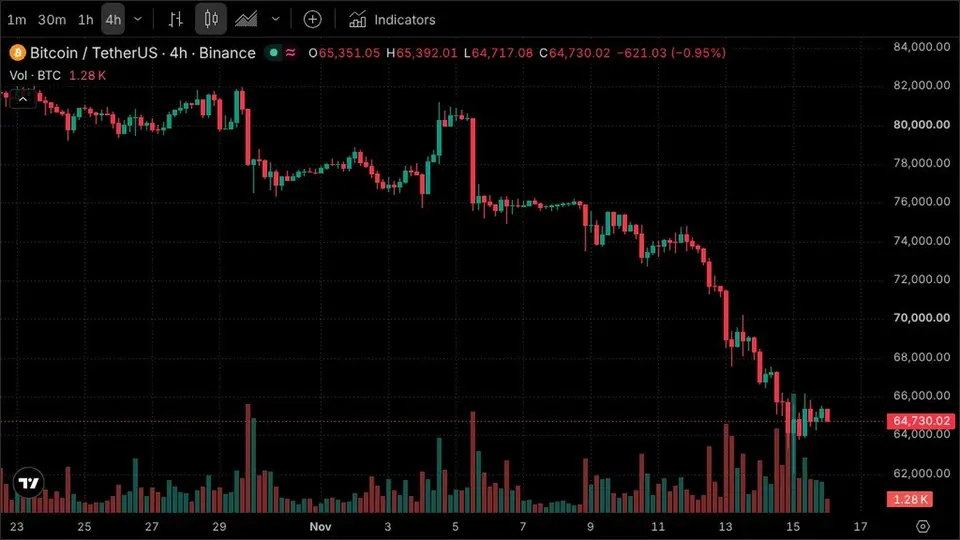 1m 30m 1h 4h Indicators
Bitcoin / TetherUS · 4h · Binance O65,351.05 H65,392.01 L64,717.08 C64,730.02 −621.03 (−0.95%)
Vol · BTC 1.28 K
84,000.00
82,000.00
80,000.00
78,000.00
76,000.00
74,000.00
72,000.00
70,000.00
68,000.00
66,000.00
64,730.02
64,000.00
62,000.00
1.28 K
23 25 27 29 Nov 3 5 7 9 11 13 15 17